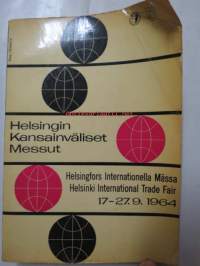 Helsingin
Kansainväliset
Messut
Helsingfors Internationella Mässa
Helsinki International Trade Fair
17-27.9.1964